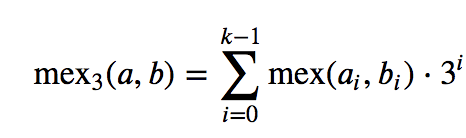 mex₃(a, b) = ∑_{i=0}^{k−1} mex(aᵢ, bᵢ) · 3ⁱ